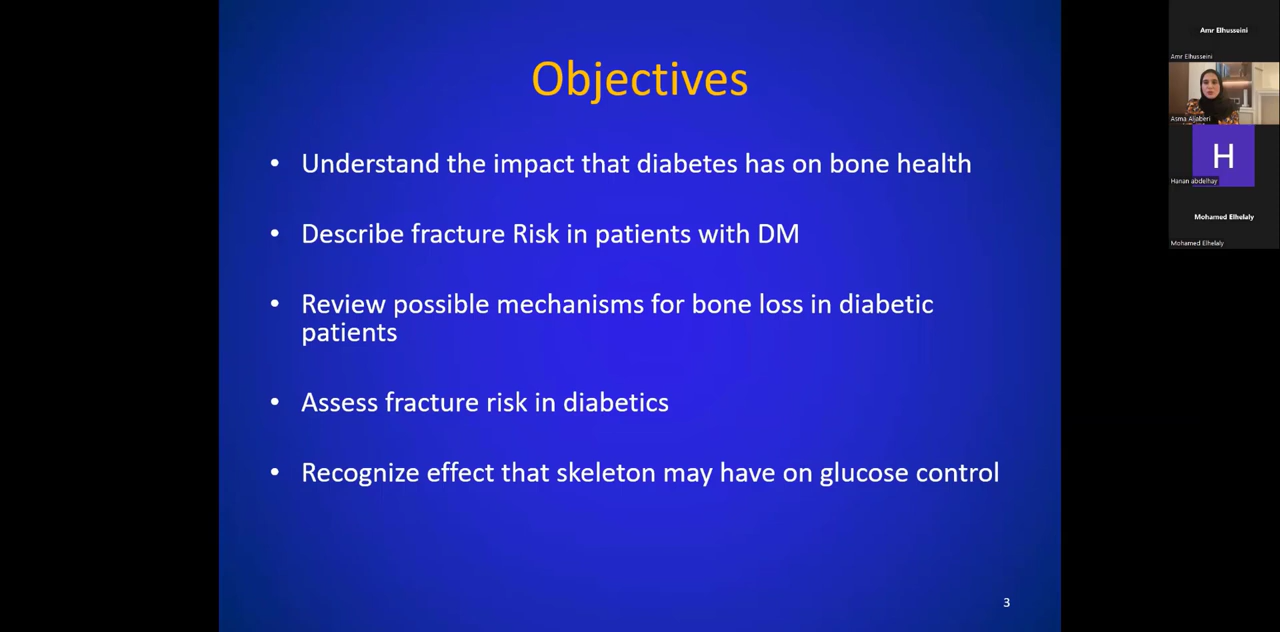 Objectives
• Understand the impact that diabetes has on bone health
• Describe fracture Risk in patients with DM
• Review possible mechanisms for bone loss in diabetic
patients
• Assess fracture risk in diabetics
• Recognize effect that skeleton may have on glucose control
3
Amr Elhusseini
Amr Elhusseini
Asma Aljaberi
H
Hanan abdelhay
Mohamed Elhelaly
Mohamed Elhelaly